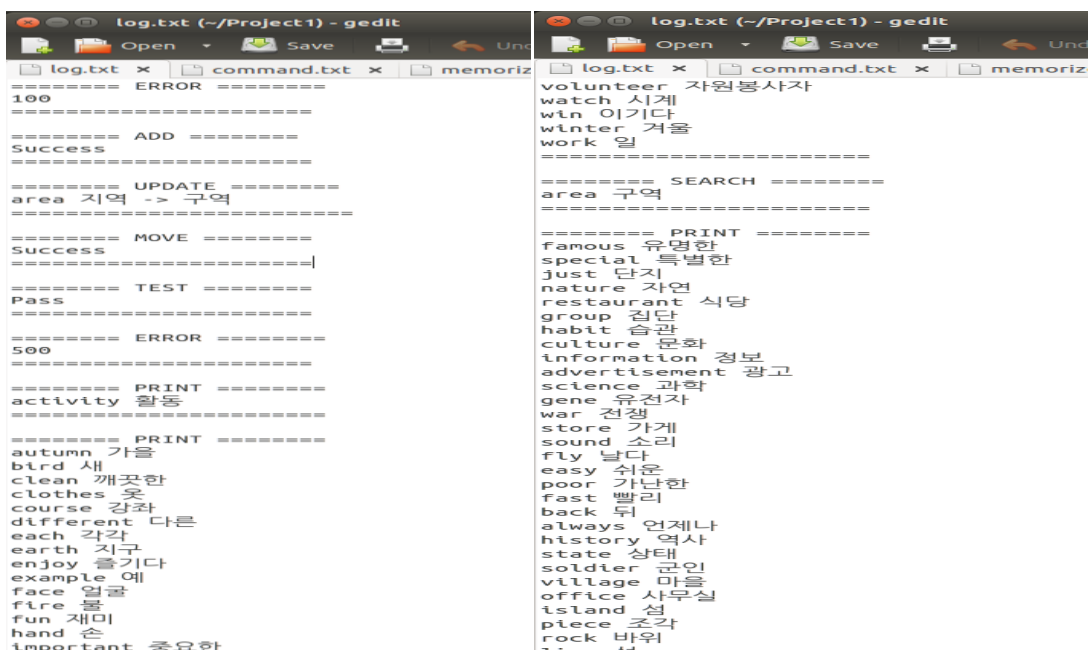 log.txt (~/Project1) - gedit
Open Save Und
log.txt × command.txt × memoriz
======== ERROR ========
100
======================
======== ADD ========
Success
======================
======== UPDATE ========
area 지역 -> 구역
=========================
======== MOVE ========
Success
======================
======== TEST ========
Pass
======================
======== ERROR ========
500
======================
======== PRINT ========
activity 활동
=======================
======== PRINT ========
autumn 가을
bird 새
clean 깨끗한
clothes 옷
course 강좌
different 다른
each 각각
earth 지구
enjoy 즐기다
example 예
face 얼굴
fire 불
fun 재미
hand 손
important 중요한
log.txt (~/Project1) - gedit
Open Save Und
log.txt × command.txt × memoriz
volunteer 자원봉사자
watch 시계
win 이기다
winter 겨울
work 일
========================
======== SEARCH ========
area 구역
========================
======== PRINT ========
famous 유명한
special 특별한
just 단지
nature 자연
restaurant 식당
group 집단
habit 습관
culture 문화
information 정보
advertisement 광고
science 과학
gene 유전자
war 전쟁
store 가게
sound 소리
fly 날다
easy 쉬운
poor 가난한
fast 빨리
back 뒤
always 언제나
history 역사
state 상태
soldier 군인
village 마을
office 사무실
island 섬
piece 조각
rock 바위